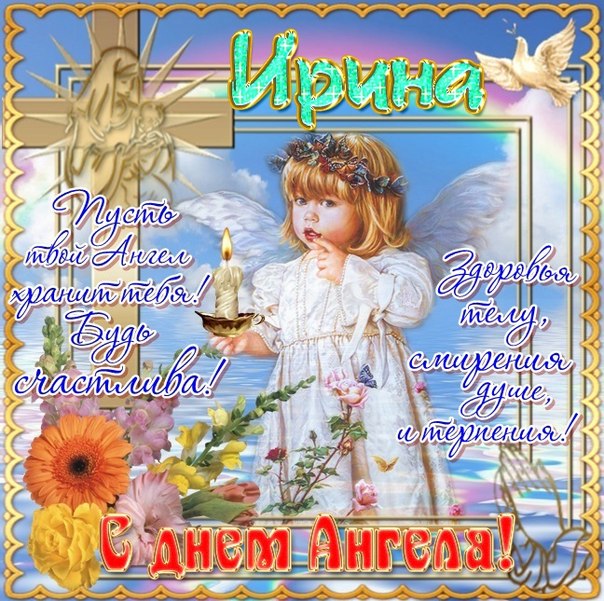 Ирина
Пусть
твой Ангел
хранит тебя!
Будь
счастлива!
Здоровья
телу,
смирения
душе,
и терпения!
С днем Ангела!